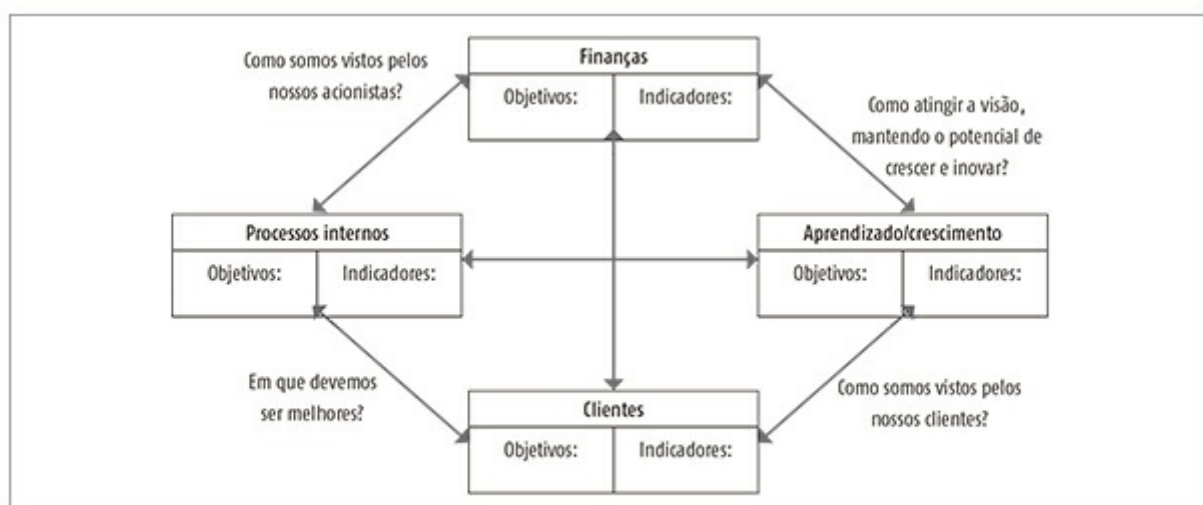 Finanças
Como somos vistos pelos
nossos acionistas?
Objetivos:
Indicadores:
Como atingir a visão,
mantendo o potencial de
crescer e inovar?
Processos internos
Objetivos:
Indicadores:
Aprendizado/crescimento
Objetivos:
Indicadores:
Em que devemos
ser melhores?
Como somos vistos pelos
nossos clientes?
Clientes
Objetivos:
Indicadores: